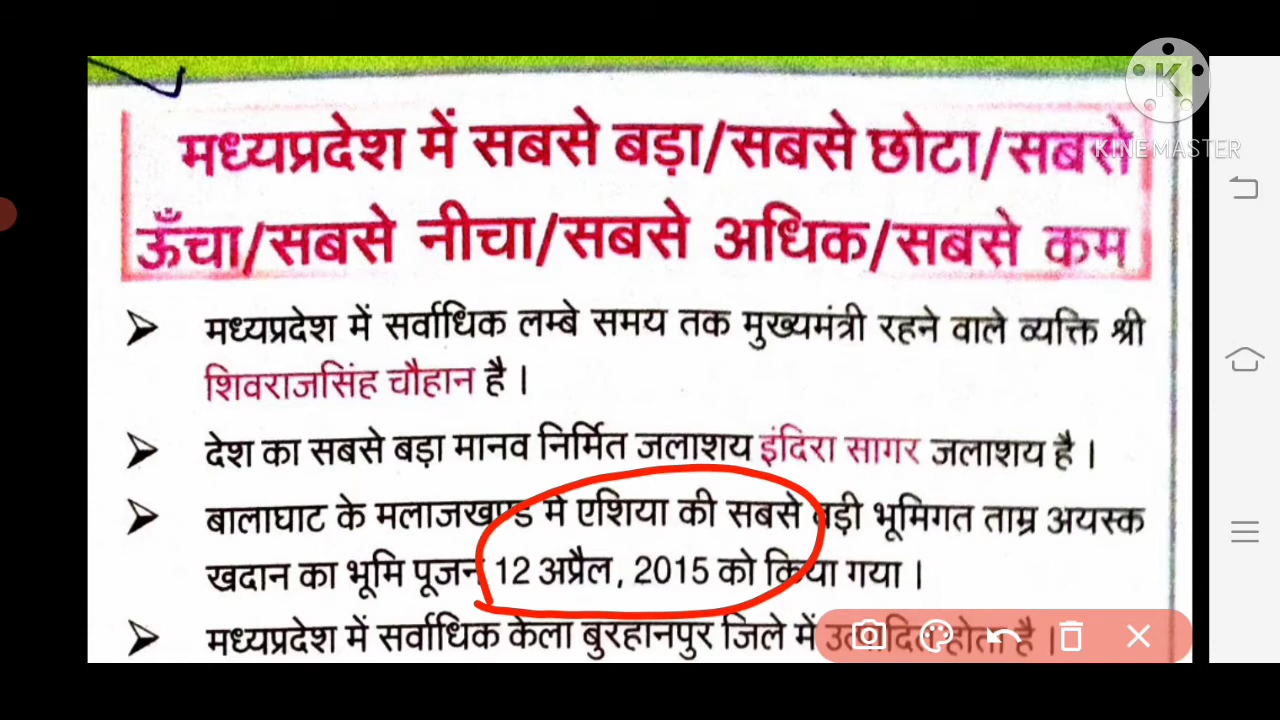 KINEMASTER
मध्यप्रदेश में सबसे बड़ा/सबसे छोटा/सबसे
ऊँचा/सबसे नीचा/सबसे अधिक/सबसे कम
➢ मध्यप्रदेश में सर्वाधिक लम्बे समय तक मुख्यमंत्री रहने वाले व्यक्ति श्री
शिवराजसिंह चौहान है।
➢ देश का सबसे बड़ा मानव निर्मित जलाशय इंदिरा सागर जलाशय है।
➢ बालाघाट के मलाजखण्ड में एशिया की सबसे बड़ी भूमिगत ताम्र अयस्क
खदान का भूमि पूजन 12 अप्रैल, 2015 को किया गया।
➢ मध्यप्रदेश में सर्वाधिक केला बुरहानपुर जिले में उत्पादित होता है।